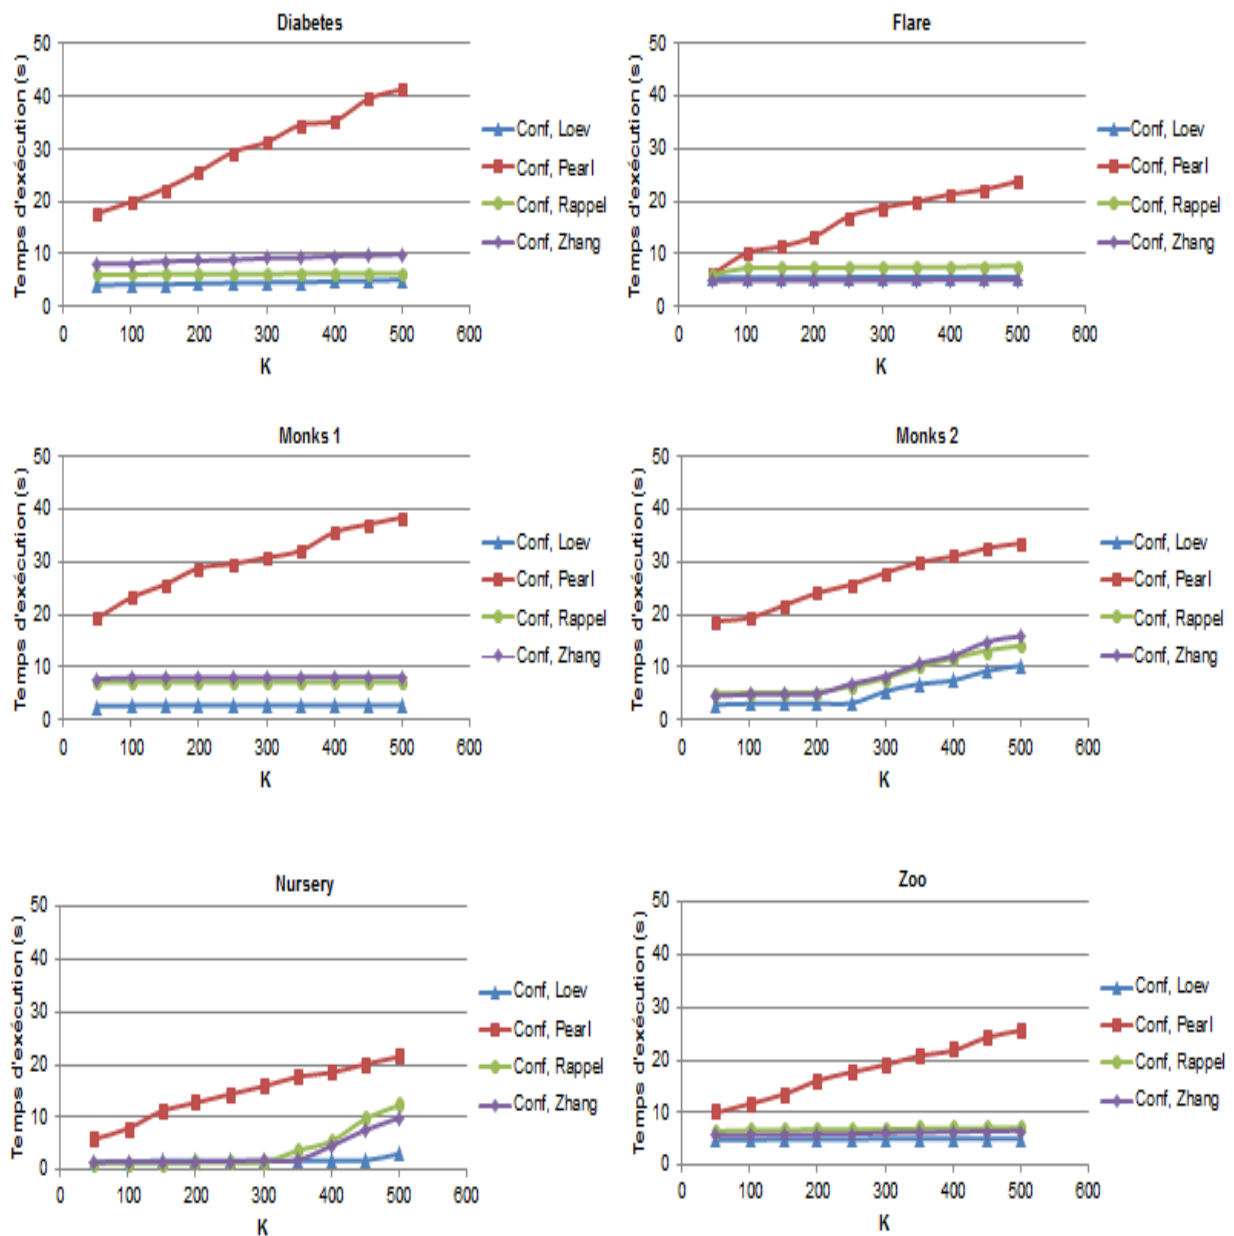 Diabetes
Temps d'exécution (s)
50
40
30
20
10
0
0 100 200 300 400 500 600
K
Conf, Loev
Conf, Pearl
Conf, Rappel
Conf, Zhang
Flare
Temps d'exécution (s)
50
40
30
20
10
0
0 100 200 300 400 500 600
K
Conf, Loev
Conf, Pearl
Conf, Rappel
Conf, Zhang
Monks 1
Temps d'exécution (s)
50
40
30
20
10
0
0 100 200 300 400 500 600
K
Conf, Loev
Conf, Pearl
Conf, Rappel
Conf, Zhang
Monks 2
Temps d'exécution (s)
50
40
30
20
10
0
0 100 200 300 400 500 600
K
Conf, Loev
Conf, Pearl
Conf, Rappel
Conf, Zhang
Nursery
Temps d'exécution (s)
50
40
30
20
10
0
0 100 200 300 400 500 600
K
Conf, Loev
Conf, Pearl
Conf, Rappel
Conf, Zhang
Zoo
Temps d'exécution (s)
50
40
30
20
10
0
0 100 200 300 400 500 600
K
Conf, Loev
Conf, Pearl
Conf, Rappel
Conf, Zhang